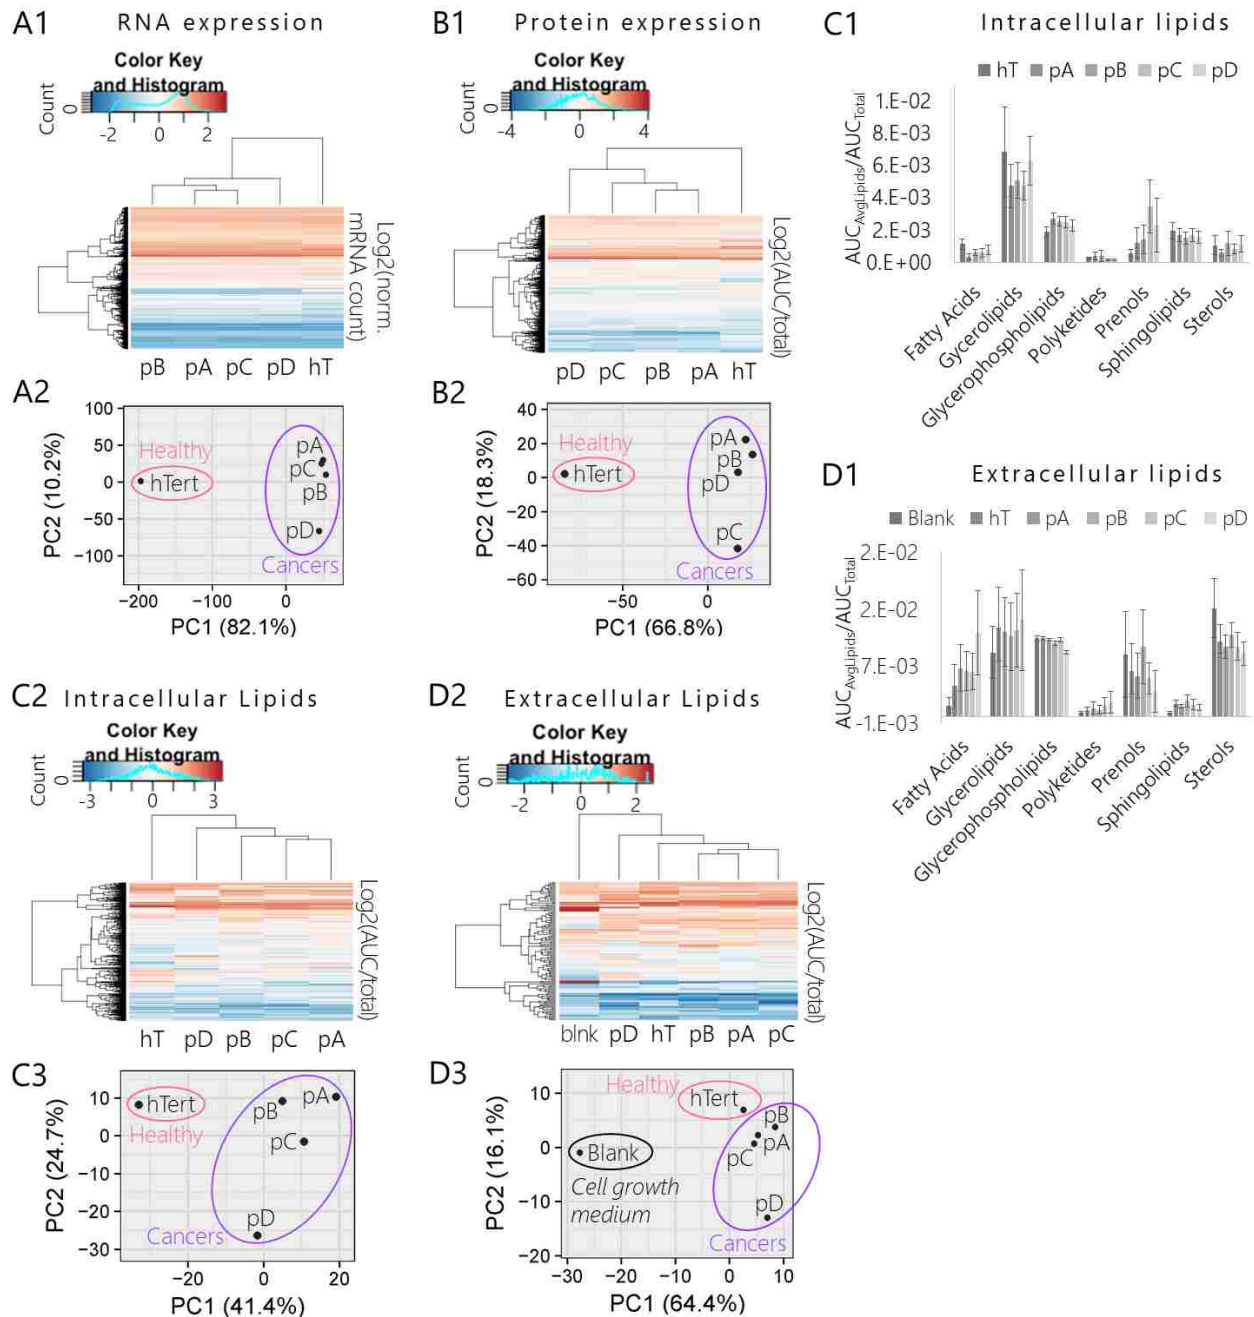 A1 RNA expression
Color Key
and Histogram
Count
0
-2 0 2
Log2(norm.
mRNA count)
pB pA pC pD hT
B1 Protein expression
Color Key
and Histogram
Count
0
-4 0 4
Log2(AUC/total)
pD pC pB pA hT
C1 Intracellular lipids
hT pA pB pC pD
AUCAvgLipids/AUCTotal
1.E-02
8.E-03
6.E-03
4.E-03
2.E-03
0.E+00
Fatty Acids
Gycerolipids
Glycerophospholipids
Polyketides
Prenols
Sphingolipids
Sterols
A2
PC2 (10.2%)
100
50
0
−50
−100
Healthy
hTert
pA
pC
pB
pD
Cancers
−200 −100 0
PC1 (82.1%)
B2
PC2 (18.3%)
40
20
0
−20
−40
−60
Healthy
hTert
pA
pB
pD
pC
Cancers
−50 0
PC1 (66.8%)
D1 Extracellular lipids
Blank hT pA pB pC pD
AUCAvgLipids/AUCTotal
2.E-02
2.E-02
7.E-03
-1.E-03
Fatty Acids
Glycerolipids
Glycerophospholipids
Polyketides
Prenols
Sphingolipids
Sterols
C2 Intracellular Lipids
Color Key
and Histogram
Count
0
-3 0 3
Log2(AUC/total)
hT pD pB pC pA
D2 Extracellular Lipids
Color Key
and Histogram
Count
0
-2 0 2
Log2(AUC/total)
blnk pD hT pB pA pC
C3
PC2 (24.7%)
10
0
−10
−20
−30
hTert
Healthy
pA
pB
pC
pD
Cancers
−20 0 20
PC1 (41.4%)
D3
PC2 (16.1%)
10
0
−10
−20
Healthy
hTert
pB
pA
pC
Blank
Cell growth
medium
pD
Cancers
−30 −20 −10 0 10
PC1 (64.4%)